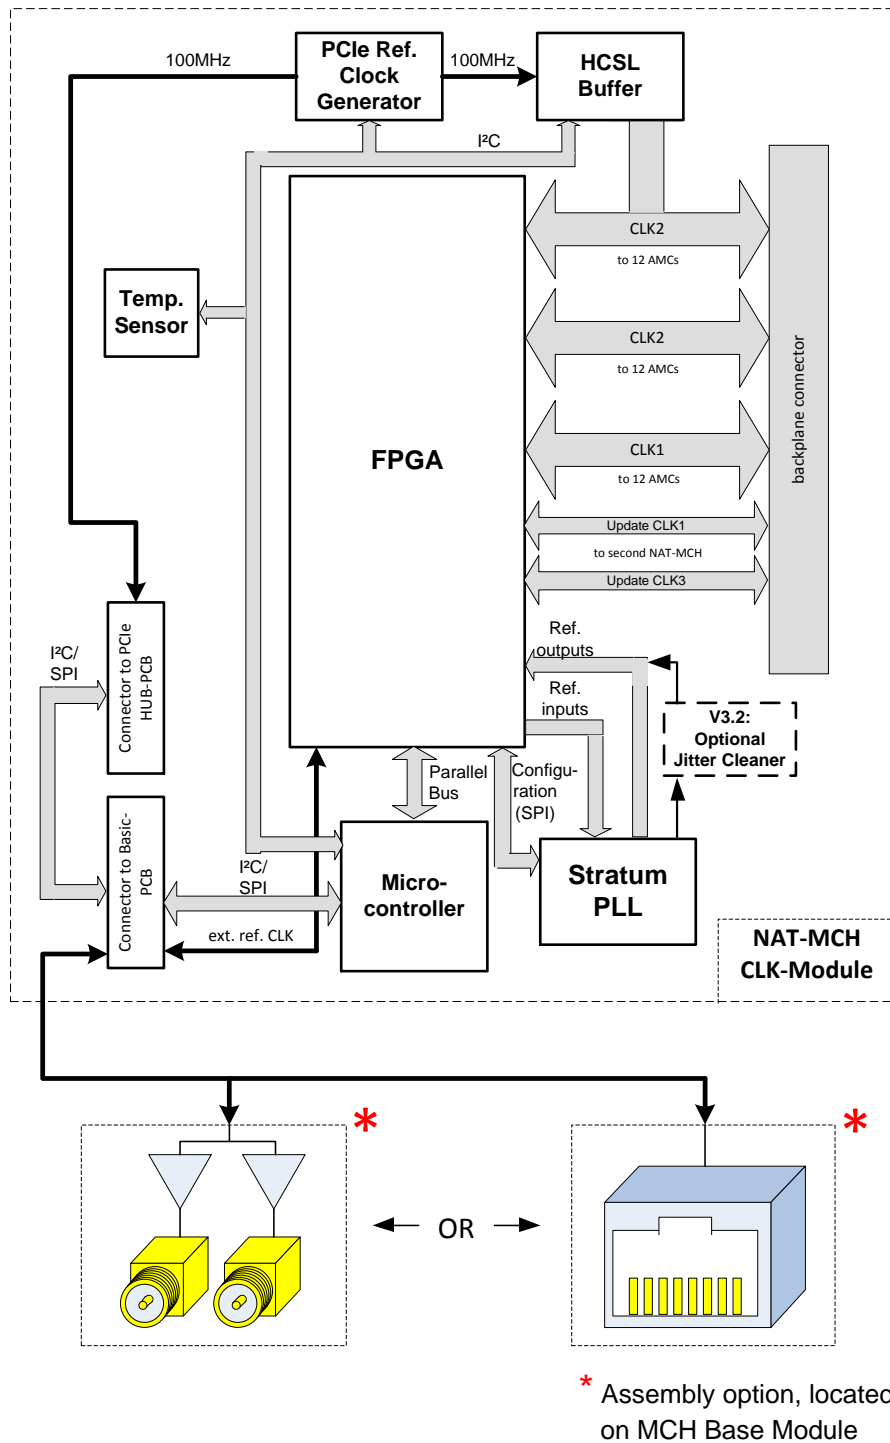 100MHz
PCIe Ref.
Clock
Generator
100MHz
HCSL
Buffer
I²C
CLK2
to 12 AMCs
Temp.
Sensor
CLK2
to 12 AMCs
FPGA
CLK1
to 12 AMCs
backplane connector
Update CLK1
to second NAT-MCH
Update CLK3
Ref.
outputs
Ref.
inputs
I²C/
SPI
Connector to PCIe
HUB-PCB
V3.2:
Optional
Jitter Cleaner
Parallel
Bus
Configu-
ration
(SPI)
Connector to Basic-
PCB
I²C/
SPI
Micro-
controller
Stratum
PLL
ext. ref. CLK
NAT-MCH
CLK-Module
*
*
OR
* Assembly option, located
on MCH Base Module